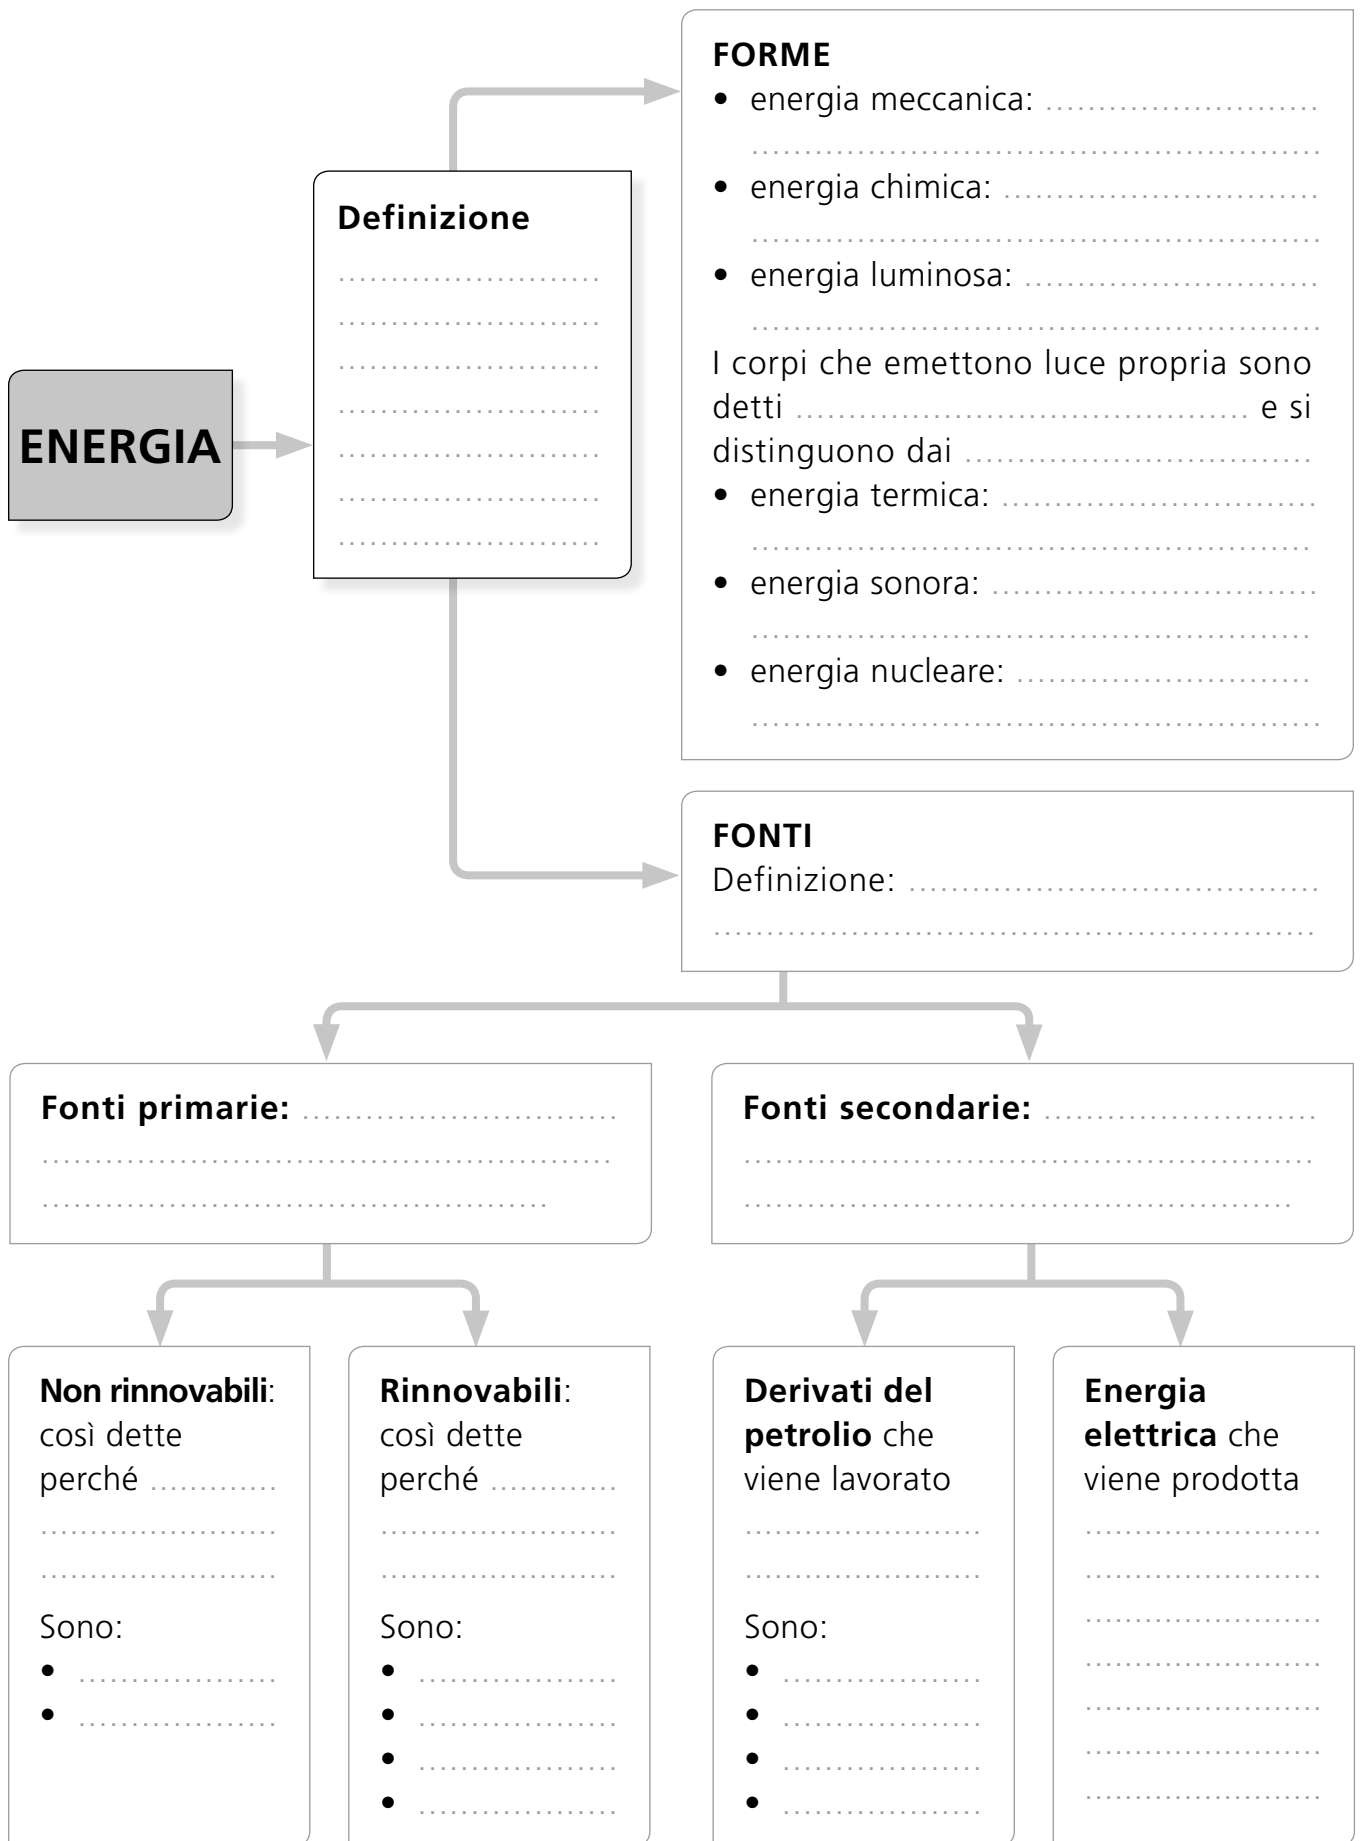 ENERGIA
Definizione
........................
........................
........................
........................
........................
........................
........................
FORME
• energia meccanica: ..........................
......................................................
• energia chimica: ..............................
......................................................
• energia luminosa: ............................
......................................................
I corpi che emettono luce propria sono
detti ........................................... e si
distinguono dai .................................
• energia termica: ..............................
.....................................................
• energia sonora: ...............................
.....................................................
• energia nucleare: ............................
......................................................
FONTI
Definizione: .......................................
.........................................................
Fonti primarie: ..............................
......................................................
................................................
Fonti secondarie: ..........................
......................................................
....................................................
Non rinnovabili:
così dette
perché ............
......................
......................
Sono:
• ...................
• ...................
Rinnovabili:
così dette
perché ............
......................
......................
Sono:
• ...................
• ...................
• ...................
• ...................
Derivati del
petrolio che
viene lavorato
......................
......................
Sono:
• ...................
• ...................
• ...................
• ...................
Energia
elettrica che
viene prodotta
......................
......................
......................
......................
......................
......................
......................